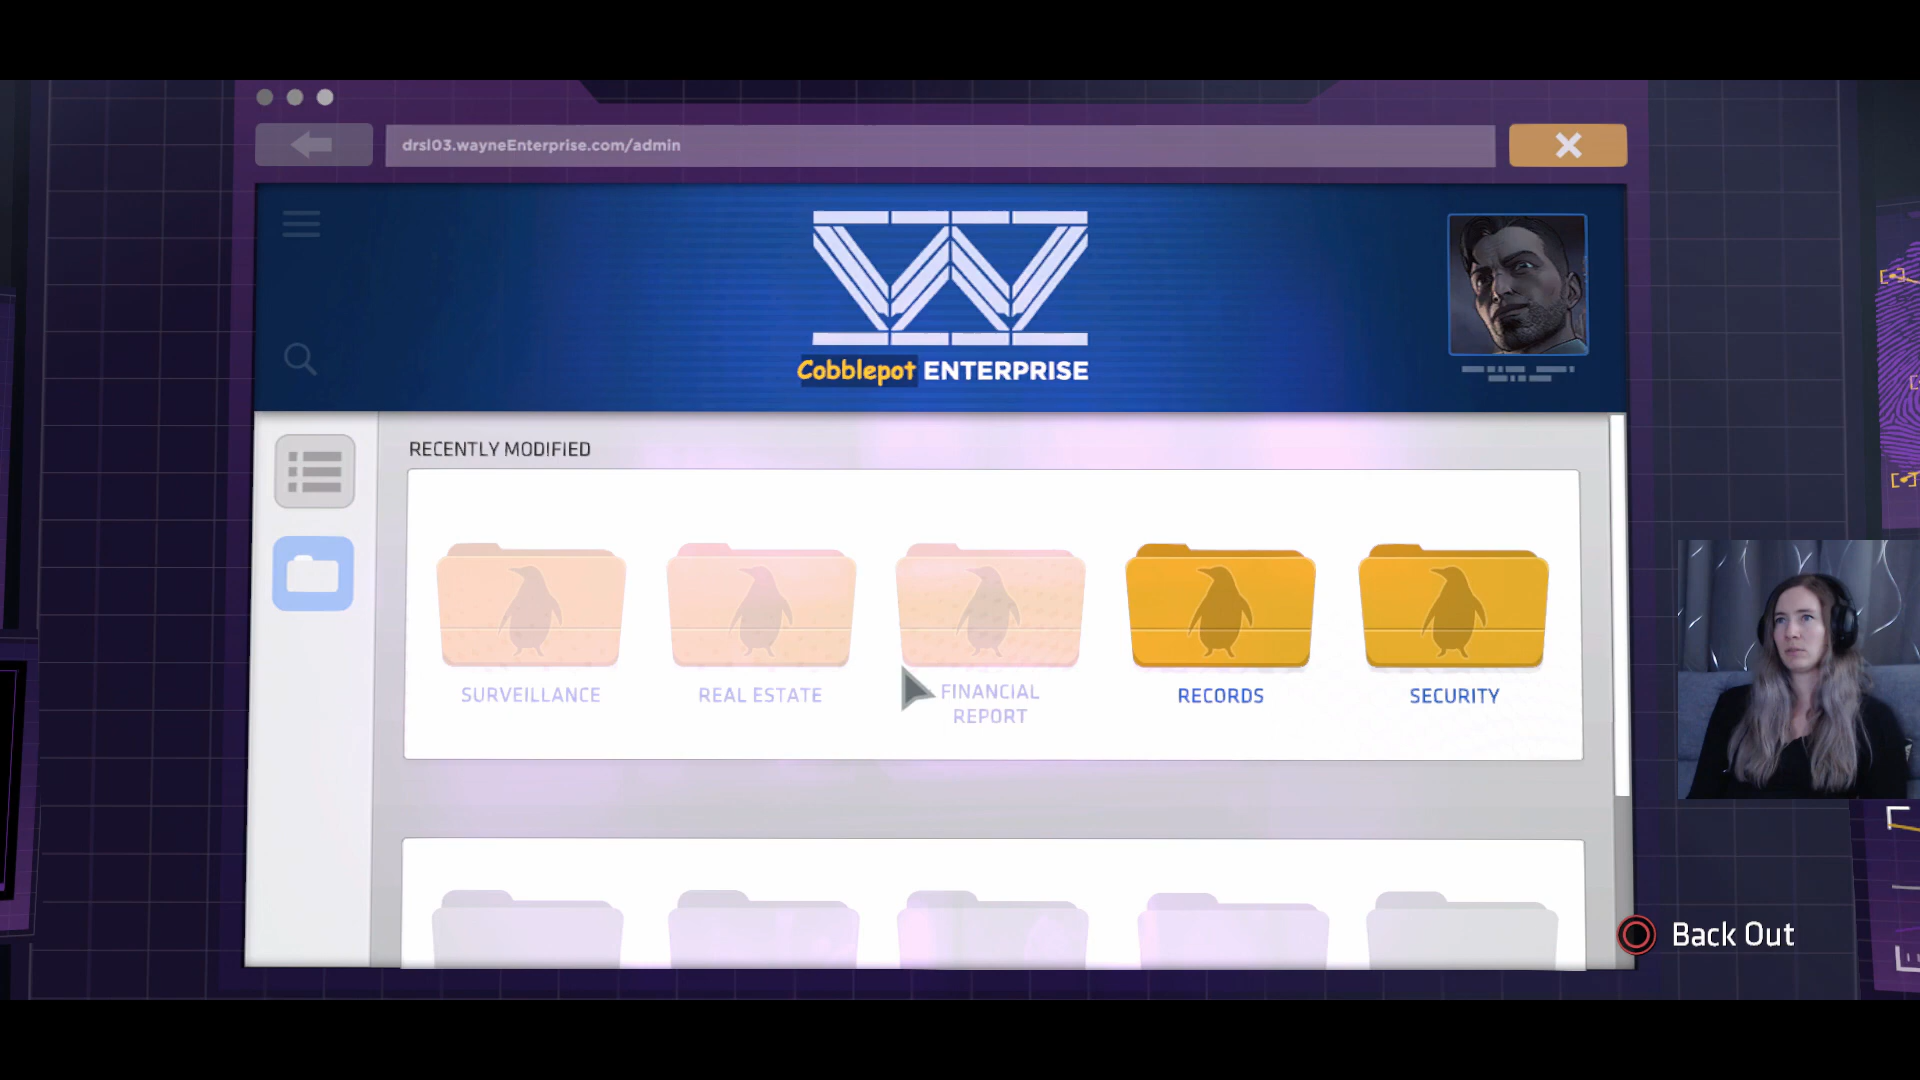 drsl03.wayneEnterprise.com/admin
Cobblepot ENTERPRISE
RECENTLY MODIFIED
SURVEILLANCE
REAL ESTATE
FINANCIAL
REPORT
RECORDS
SECURITY
Back Out